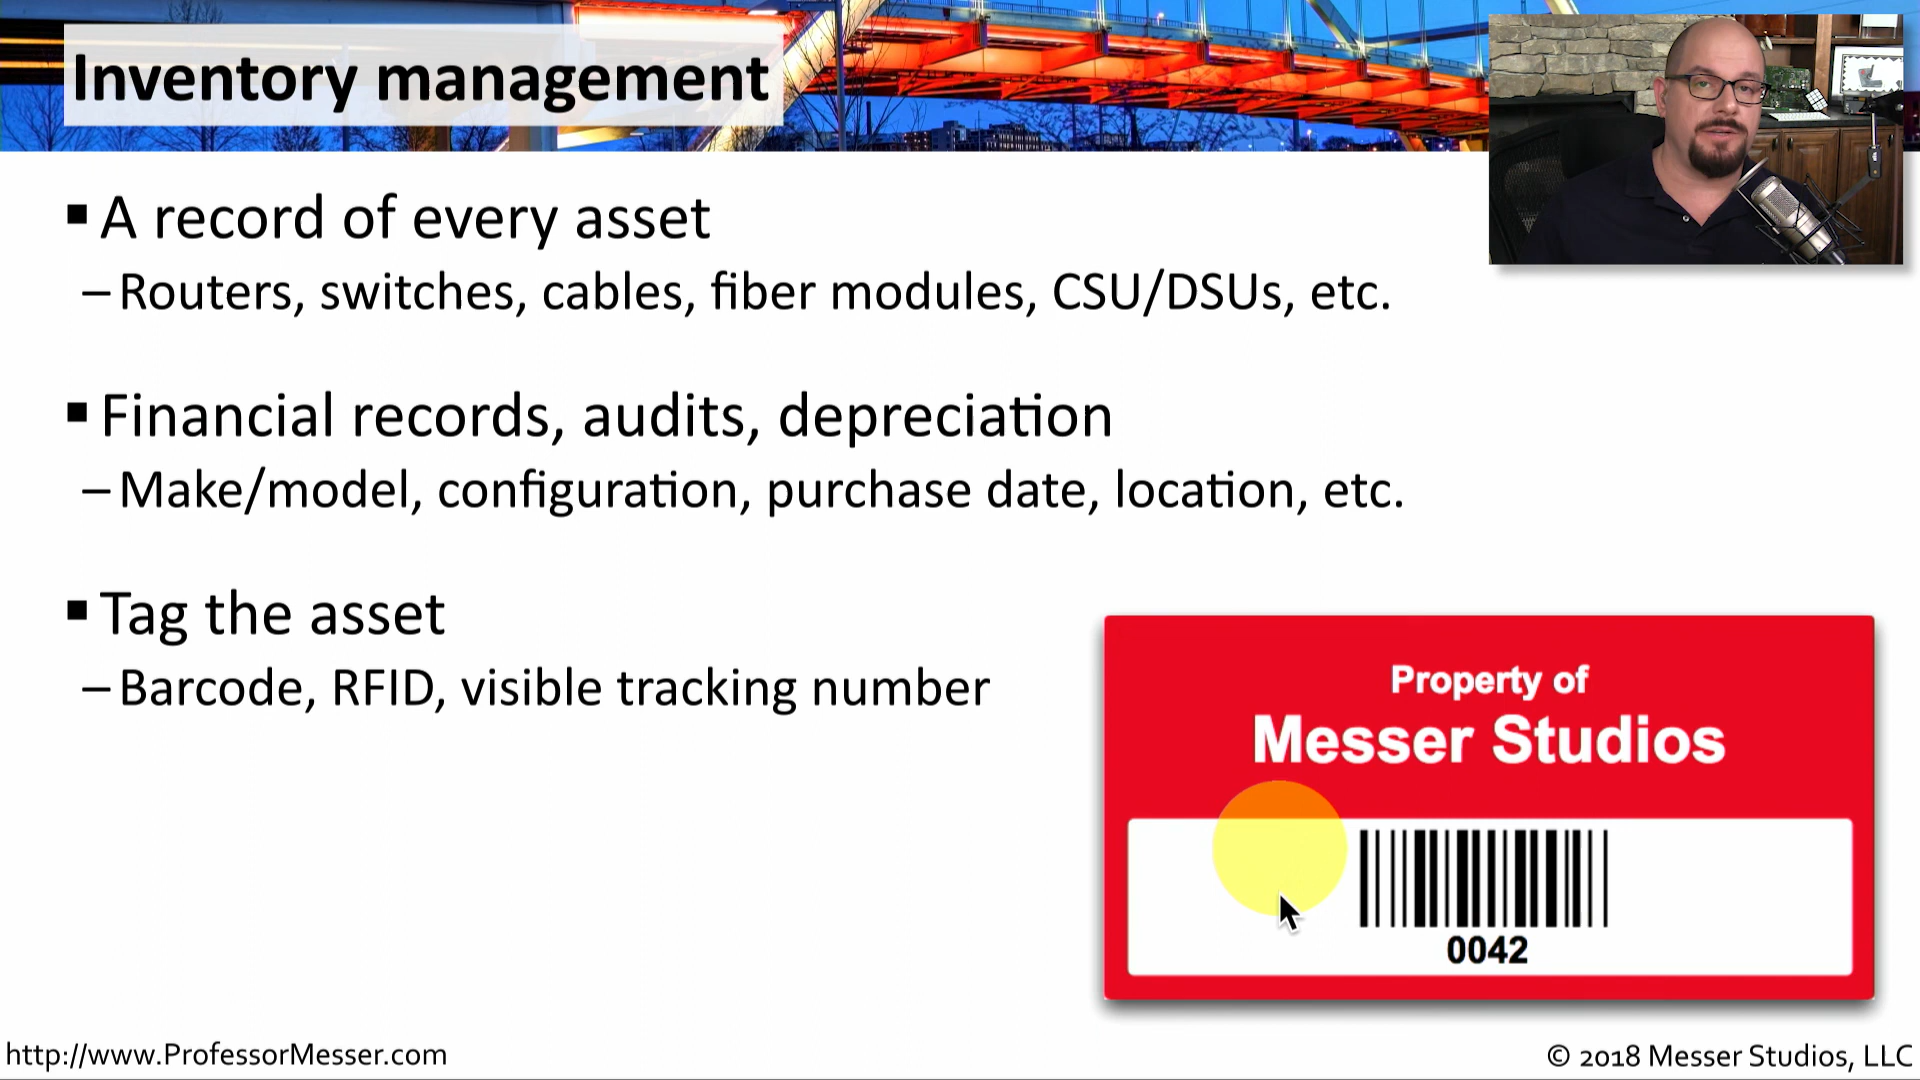 Inventory management
▪ A record of every asset
– Routers, switches, cables, fiber modules, CSU/DSUs, etc.
▪ Financial records, audits, depreciation
– Make/model, configuration, purchase date, location, etc.
▪ Tag the asset
– Barcode, RFID, visible tracking number
Property of
Messer Studios
0042
http://www.ProfessorMesser.com
© 2018 Messer Studios, LLC